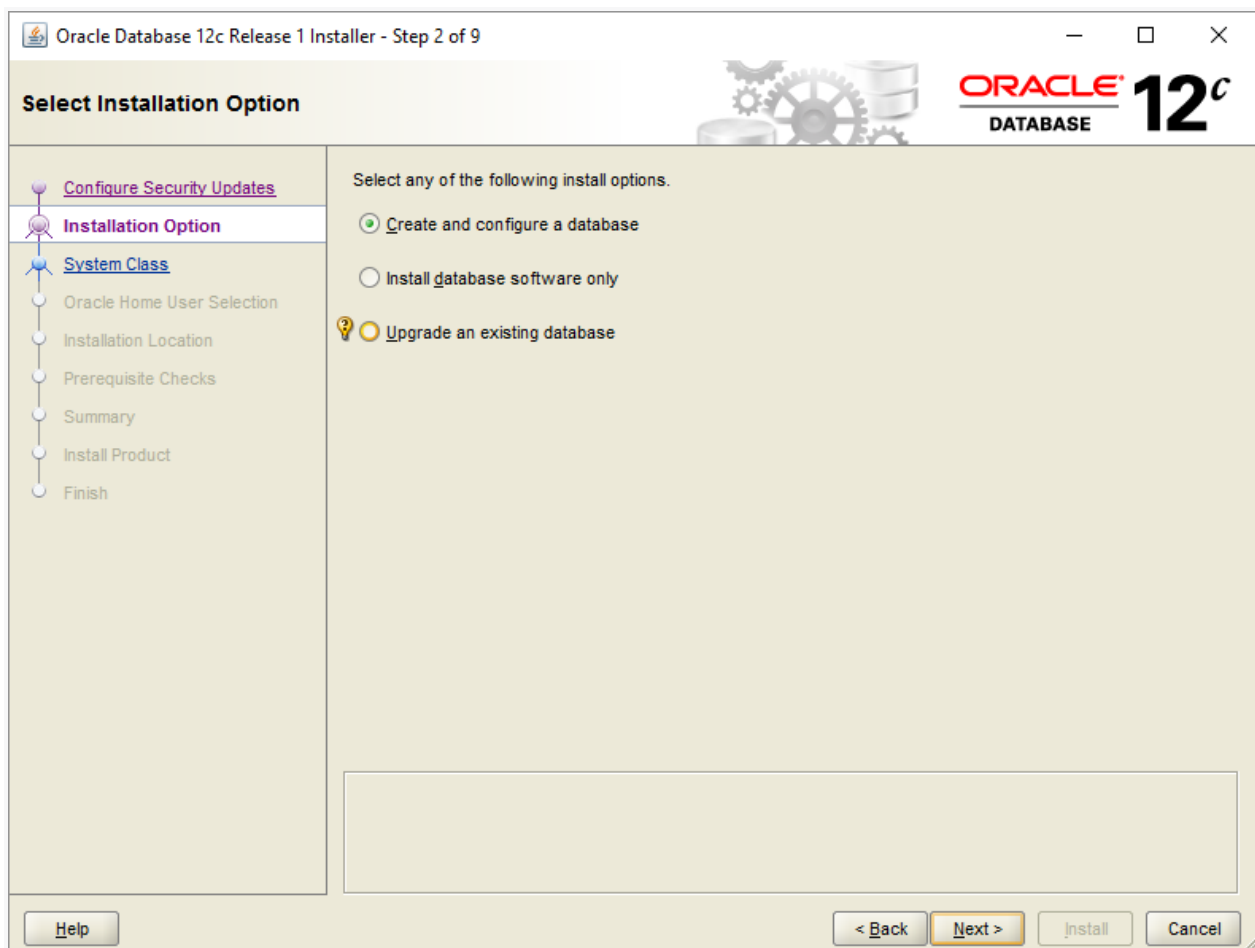 Oracle Database 12c Release 1 Installer - Step 2 of 9
Select Installation Option
ORACLE
DATABASE
12c
Configure Security Updates
Installation Option
System Class
Oracle Home User Selection
Installation Location
Prerequisite Checks
Summary
Install Product
Finish
Select any of the following install options.
Create and configure a database
Install database software only
Upgrade an existing database
Help
< Back
Next >
Install
Cancel